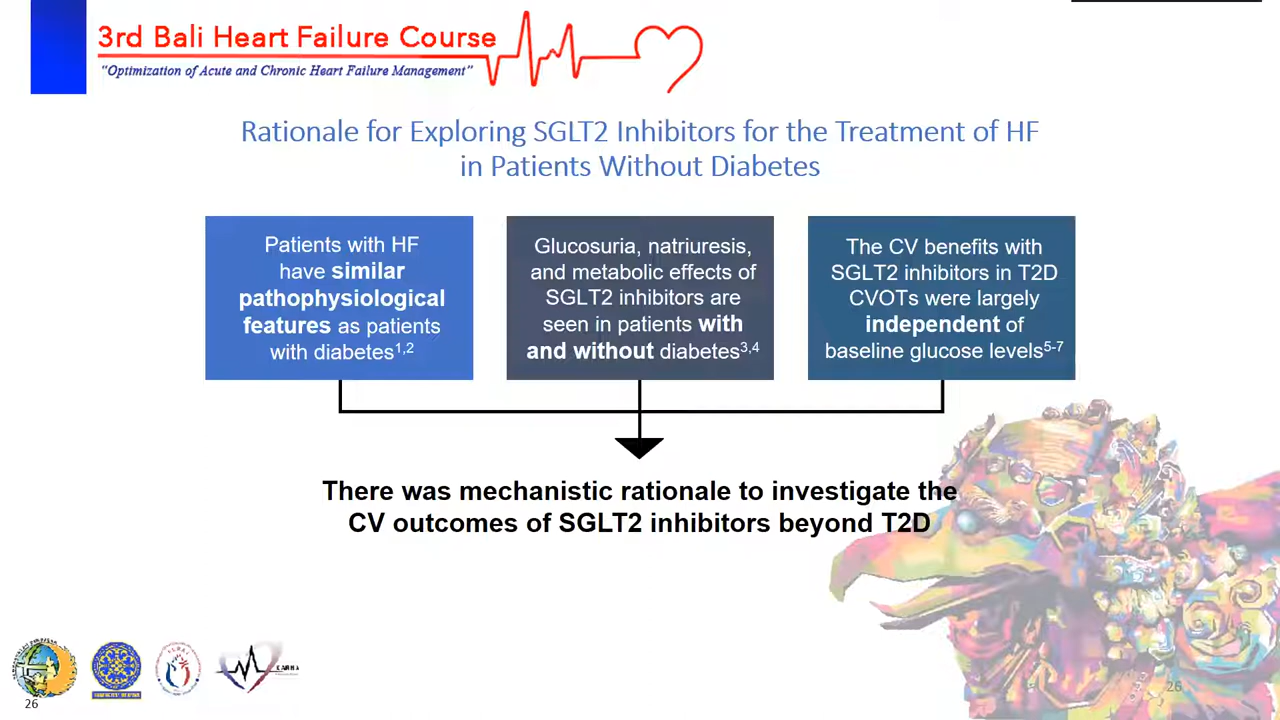 3rd Bali Heart Failure Course
“Optimization of Acute and Chronic Heart Failure Management”
Rationale for Exploring SGLT2 Inhibitors for the Treatment of HF
in Patients Without Diabetes
Patients with HF
have similar
pathophysiological
features as patients
with diabetes1,2
Glucosuria, natriuresis,
and metabolic effects of
SGLT2 inhibitors are
seen in patients with
and without diabetes3,4
The CV benefits with
SGLT2 inhibitors in T2D
CVOTs were largely
independent of
baseline glucose levels5-7
There was mechanistic rationale to investigate the
CV outcomes of SGLT2 inhibitors beyond T2D
26
26